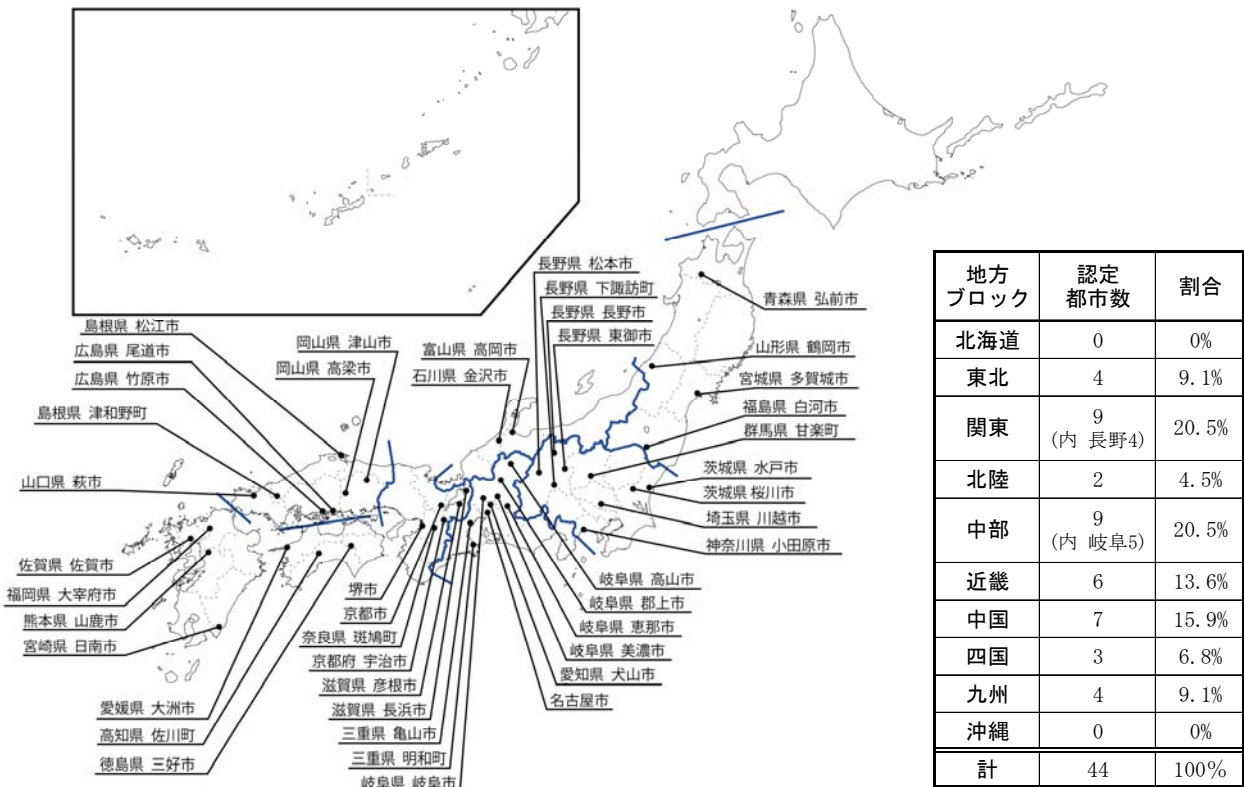 長野県 松本市
長野県 下諏訪町
長野県 長野市
長野県 東御市
青森県 弘前市
山形県 鶴岡市
宮城県 多賀城市
福島県 白河市
群馬県 甘楽町
茨城県 水戸市
茨城県 桜川市
埼玉県 川越市
神奈川県 小田原市
島根県 松江市
広島県 尾道市
広島県 竹原市
島根県 津和野町
山口県 萩市
岡山県 津山市
岡山県 高梁市
富山県 高岡市
石川県 金沢市
佐賀県 佐賀市
福岡県 大宰府市
熊本県 山鹿市
宮崎県 日南市
愛媛県 大洲市
高知県 佐川町
徳島県 三好市
堺市
京都市
奈良県 斑鳩町
京都府 宇治市
滋賀県 彦根市
滋賀県 長浜市
三重県 亀山市
三重県 明和町
岐阜県 岐阜市
岐阜県 高山市
岐阜県 郡上市
岐阜県 恵那市
岐阜県 美濃市
愛知県 犬山市
名古屋市
地方
ブロック
認定
都市数
割合
北海道 0 0%
東北 4 9.1%
関東 9
(内 長野4) 20.5%
北陸 2 4.5%
中部 9
(内 岐阜5) 20.5%
近畿 6 13.6%
中国 7 15.9%
四国 3 6.8%
九州 4 9.1%
沖縄 0 0%
計 44 100%